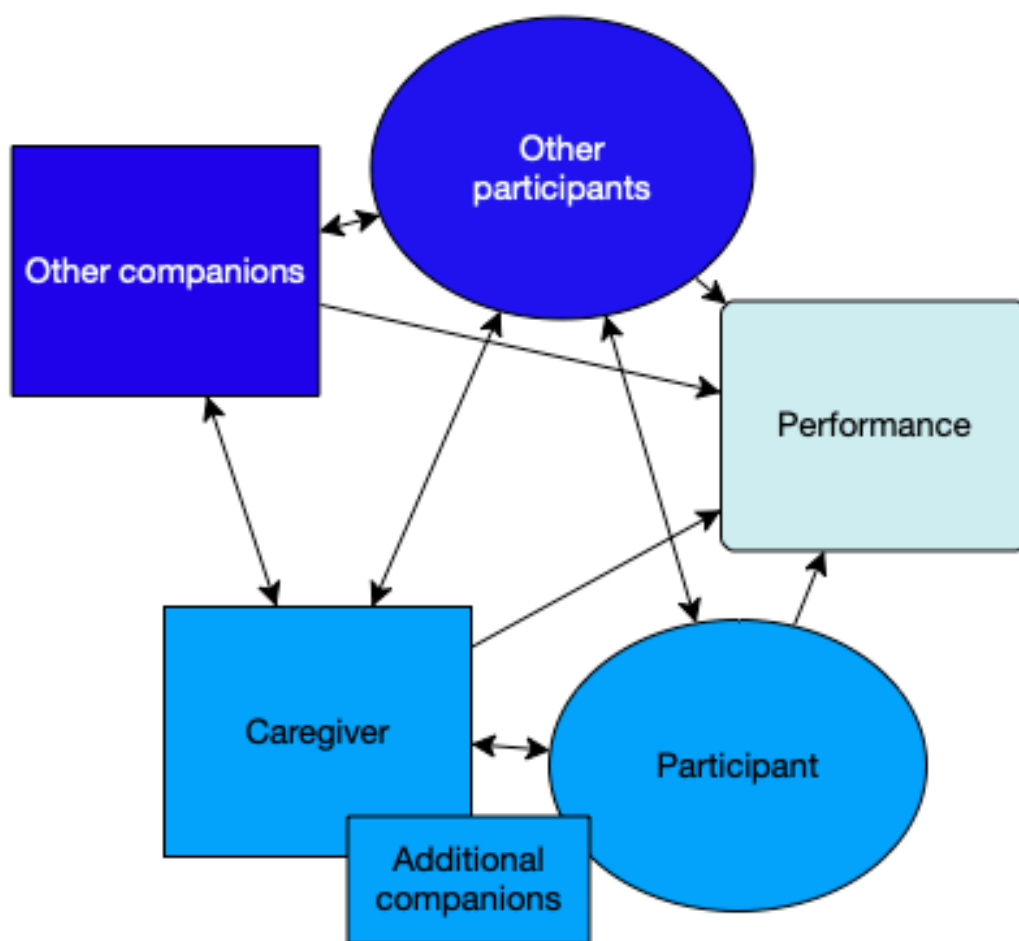 Other
participants
Other companions
Performance
Caregiver
Participant
Additional
companions